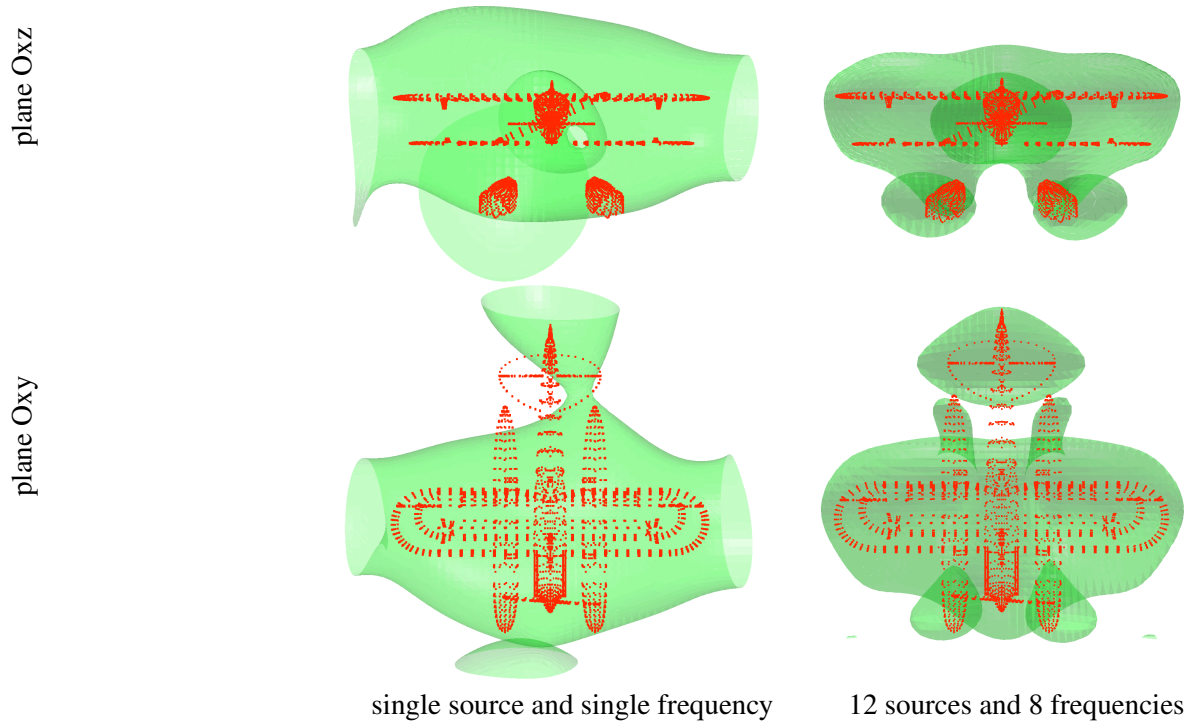 plane Oxz
plane Oxy
single source and single frequency
12 sources and 8 frequencies